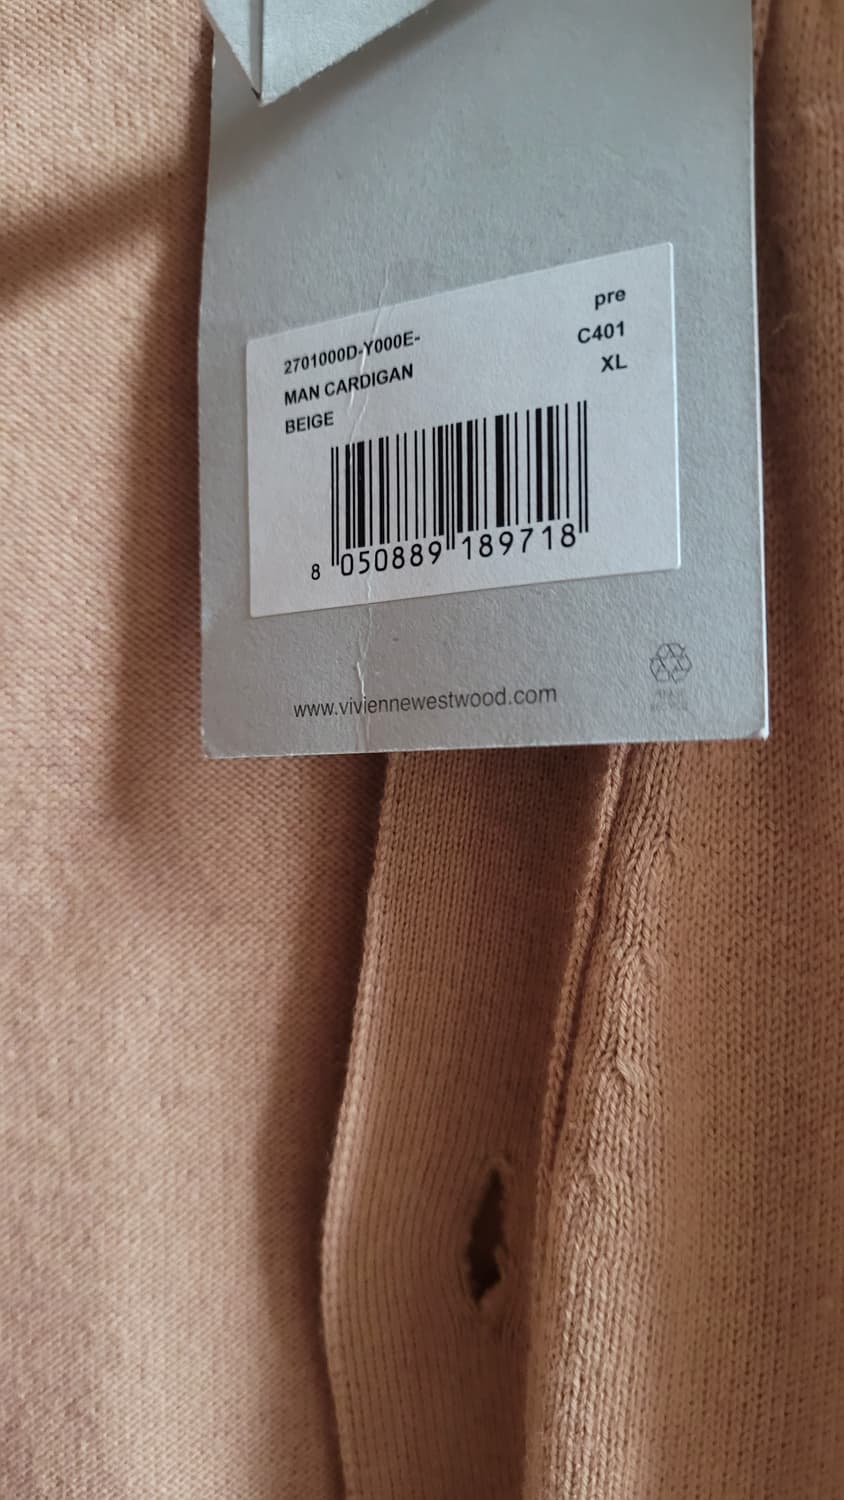 pre
2701000D-Y000E-
C401
MAN CARDIGAN
XL
BEIGE
8 050889 189718
www.viviennewestwood.com